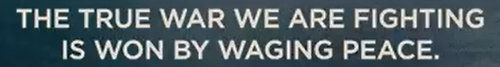 THE TRUE WAR WE ARE FIGHTING
IS WON BY WAGING PEACE.